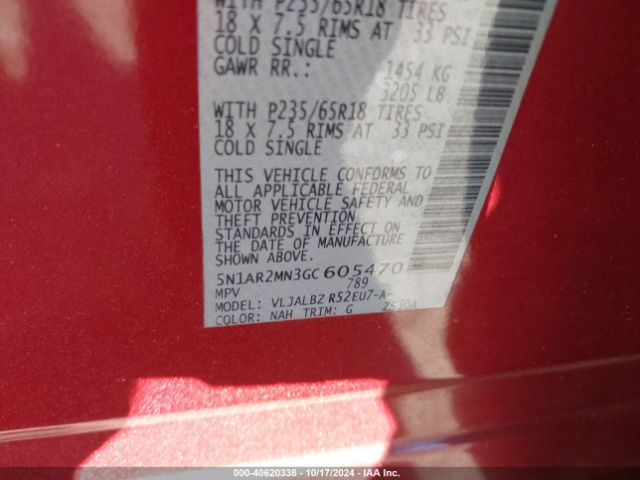 WITH P235/65R18 TIRES
18 X 7.5 RIMS AT 33 PSI
COLD SINGLE
GAWR RR.: 1454 KG
3205 LB
WITH P235/65R18 TIRES
18 X 7.5 RIMS AT 33 PSI
COLD SINGLE
THIS VEHICLE CONFORMS TO
ALL APPLICABLE FEDERAL
MOTOR VEHICLE SAFETY AND
THEFT PREVENTION
STANDARDS IN EFFECT ON
THE DATE OF MANUFACTURE
SHOWN ABOVE.
5N1AR2MN3GC605470
MPV 789
VLJALBZ R52EU7-A-
COLOR: NAH TRIM: G ZS30A
000-40620338 | 10/17/2024 | IAA Inc.